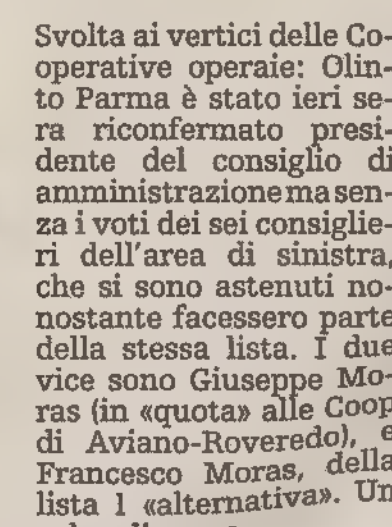 Svolta ai vertici delle Co-
operative operaie: Olin-
to Parma è stato ieri se-
ra riconfermato presi-
dente del consiglio di
amministrazione ma sen-
za i voti dei sei consiglie-
ri dell'area di sinistra,
che si sono astenuti no-
nostante facessero parte
della stessa lista. I due
vice sono Giuseppe Mo-
ras (in «quota» alle Coop
di Aviano-Roveredo), e
Francesco Moras, della
lista 1 «alternativa». Un